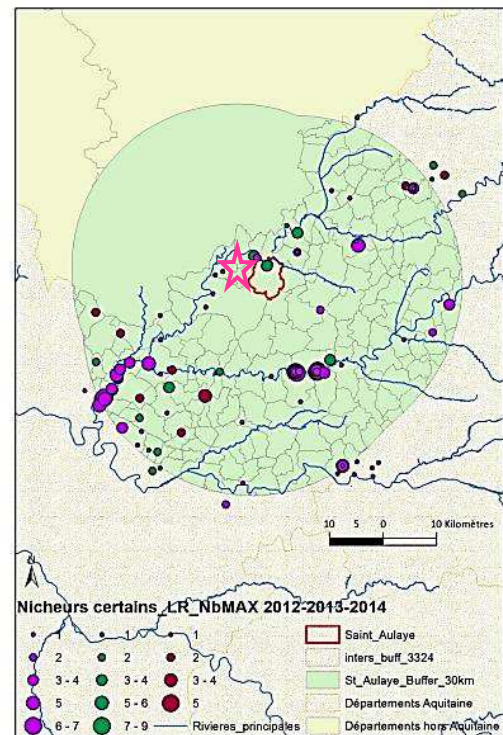 10 5 0 10 Kilomètres
N
Nicheurs certains_LR_NbMAX 2012-2013-2014
1 1 1 Saint_Aulaye
2 2 2 inters_buff_3324
3 - 4 3 - 4 3 - 4 St_Aulaye_Buffer_30km
5 5 - 6 5 Départements Aquitaine
6 - 7 7 - 9 Rivieres_principales Départements hors Aquitaine